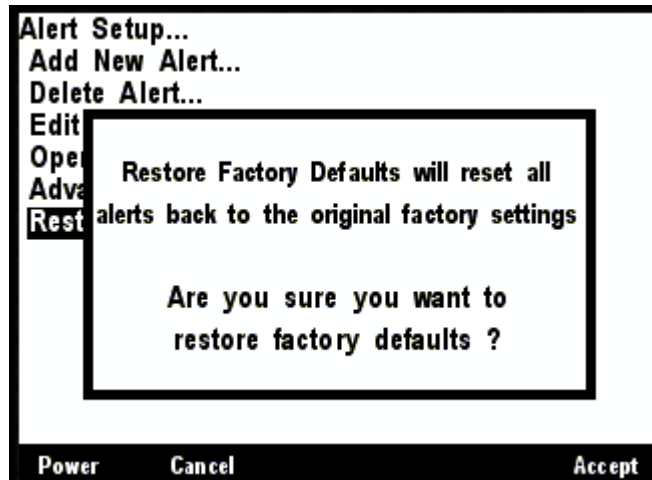 Alert Setup...
Add New Alert...
Delete Alert...
Edit
Oper
Adva
Rest
Restore Factory Defaults will reset all
alerts back to the original factory settings
Are you sure you want to
restore factory defaults ?
Power Cancel Accept